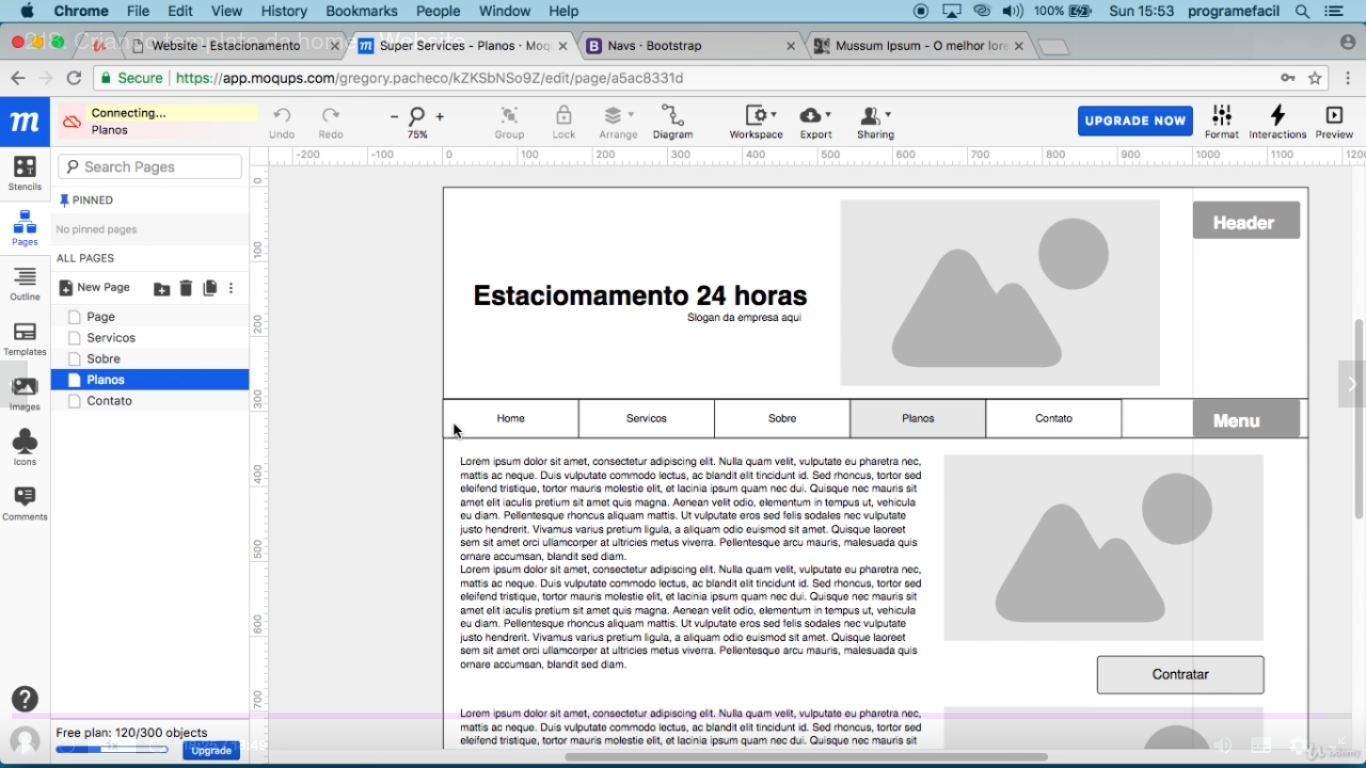 Chrome File Edit View History Bookmarks People Window Help 100% Sun 15:53 programefacil
Website - Estacionamento
Super Services - Planos · Moq
Navs · Bootstrap
Mussum Ipsum - O melhor lore
Secure https://app.moqups.com/gregory.pacheco/kZKSbNSo9Z/edit/page/a5ac8331d
m
Connecting...
Planos
Undo Redo 75% Group Lock Arrange Diagram Workspace Export Sharing
UPGRADE NOW
Format Interactions Preview
-200 -100 0 100 200 300 400 500 600 700 800 900 1000 1100 1200
0 100 200 300 400 500 600 700
Stencils
Pages
Outline
Templates
Images
Icons
Comments
Search Pages
PINNED
No pinned pages
ALL PAGES
New Page
Page
Servicos
Sobre
Planos
Contato
Free plan: 120/300 objects
Upgrade
Header
Estaciomamento 24 horas
Slogan da empresa aqui
Home Servicos Sobre Planos Contato Menu
Lorem ipsum dolor sit amet, consectetur adipiscing elit. Nulla quam velit, vulputate eu pharetra nec,
mattis ac neque. Duis vulputate commodo lectus, ac blandit elit tincidunt id. Sed rhoncus, tortor sed
eleifend tristique, tortor mauris molestie elit, et lacinia ipsum quam nec dui. Quisque nec mauris sit
amet elit iaculis pretium sit amet quis magna. Aenean velit odio, elementum in tempus ut, vehicula
eu diam. Pellentesque rhoncus aliquam mattis. Ut vulputate eros sed felis sodales nec vulputate
justo hendrerit. Vivamus varius pretium ligula, a aliquam odio euismod sit amet. Quisque laoreet
sem sit amet orci ullamcorper at ultricies metus viverra. Pellentesque arcu mauris, malesuada quis
ornare accumsan, blandit sed diam.
Lorem ipsum dolor sit amet, consectetur adipiscing elit. Nulla quam velit, vulputate eu pharetra nec,
mattis ac neque. Duis vulputate commodo lectus, ac blandit elit tincidunt id. Sed rhoncus, tortor sed
eleifend tristique, tortor mauris molestie elit, et lacinia ipsum quam nec dui. Quisque nec mauris sit
amet elit iaculis pretium sit amet quis magna. Aenean velit odio, elementum in tempus ut, vehicula
eu diam. Pellentesque rhoncus aliquam mattis. Ut vulputate eros sed felis sodales nec vulputate
justo hendrerit. Vivamus varius pretium ligula, a aliquam odio euismod sit amet. Quisque laoreet
sem sit amet orci ullamcorper at ultricies metus viverra. Pellentesque arcu mauris, malesuada quis
ornare accumsan, blandit sed diam.
Contratar
Lorem ipsum dolor sit amet, consectetur adipiscing elit. Nulla quam velit, vulputate eu pharetra nec,
mattis ac neque. Duis vulputate commodo lectus, ac blandit elit tincidunt id. Sed rhoncus, tortor sed
eleifend tristique, tortor mauris molestie elit, et lacinia ipsum quam nec dui. Quisque nec mauris sit